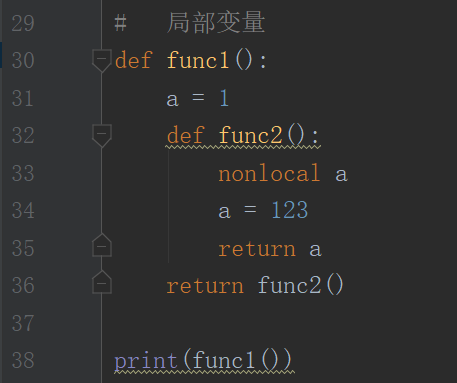 29 #   局部变量
30 def func1():
31     a = 1
32     def func2():
33         nonlocal a
34         a = 123
35         return a
36     return func2()
37
38 print(func1())